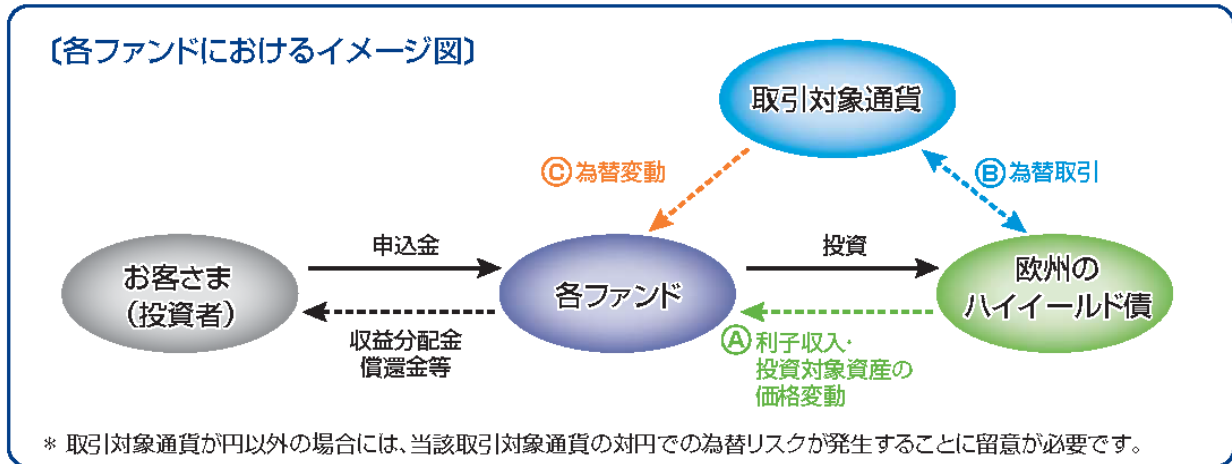 〔各ファンドにおけるイメージ図〕
取引対象通貨
Ⓒ為替変動
Ⓑ為替取引
申込金
投資
お客さま
（投資者）
各ファンド
欧州の
ハイイールド債
収益分配金
償還金等
Ⓐ利子収入・
投資対象資産の
価格変動
* 取引対象通貨が円以外の場合には、当該取引対象通貨の対円での為替リスクが発生することに留意が必要です。